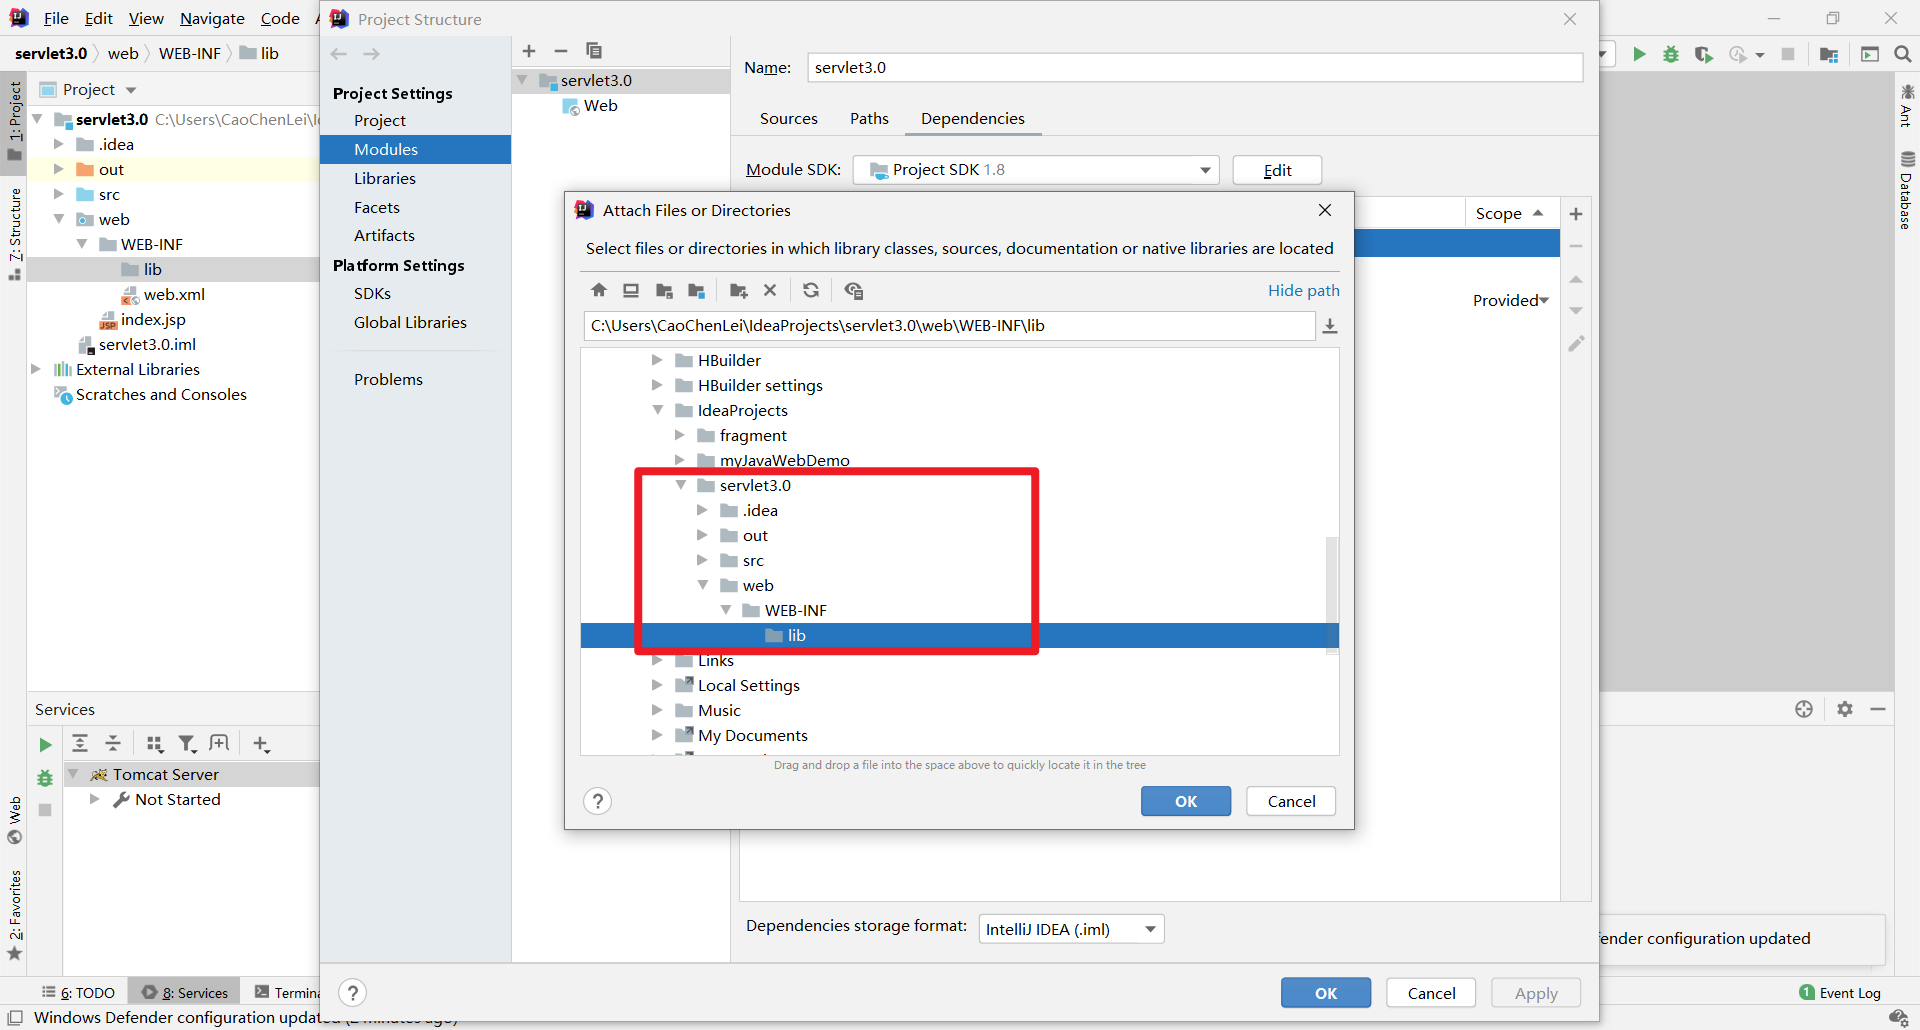 File Edit View Navigate Code
servlet3.0 web WEB-INF lib
1: Project
7: Structure
Web
2: Favorites
Project
servlet3.0 C:\Users\CaoChenLei\
.idea
out
src
web
WEB-INF
lib
web.xml
index.jsp
servlet3.0.iml
External Libraries
Scratches and Consoles
Services
Tomcat Server
Not Started
6: TODO 8: Services
Windows Defender configuration updated (2 minutes ago)
Project Structure
Project Settings
Project
Modules
Libraries
Facets
Artifacts
Platform Settings
SDKs
Global Libraries
Problems
servlet3.0
Web
Name: servlet3.0
Sources Paths Dependencies
Module SDK: Project SDK 1.8 Edit
Scope
Provided
Attach Files or Directories
Select files or directories in which library classes, sources, documentation or native libraries are located
Hide path
C:\Users\CaoChenLei\IdeaProjects\servlet3.0\web\WEB-INF\lib
HBuilder
HBuilder settings
IdeaProjects
fragment
myJavaWebDemo
servlet3.0
.idea
out
src
web
WEB-INF
lib
Links
Local Settings
Music
My Documents
Drag and drop a file into the space above to quickly locate it in the tree
? OK Cancel
Dependencies storage format: IntelliJ IDEA (.iml)
? OK Cancel Apply
Ant
Database
configuration updated
1 Event Log